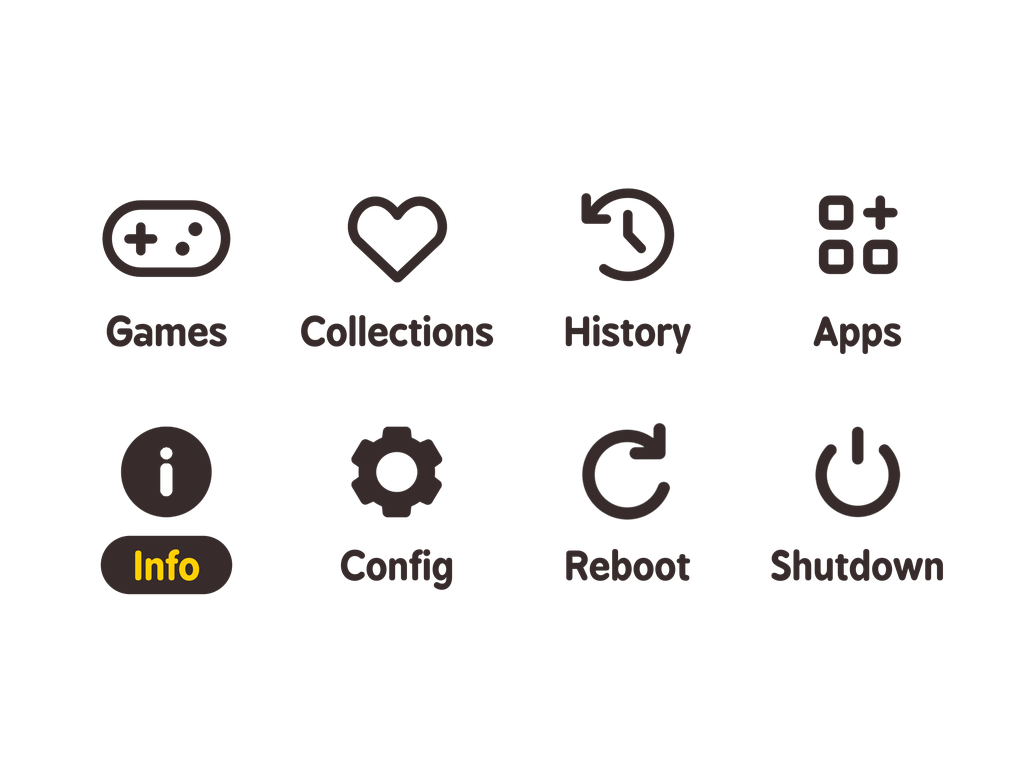 Games
Collections
History
Apps
Info
Config
Reboot
Shutdown